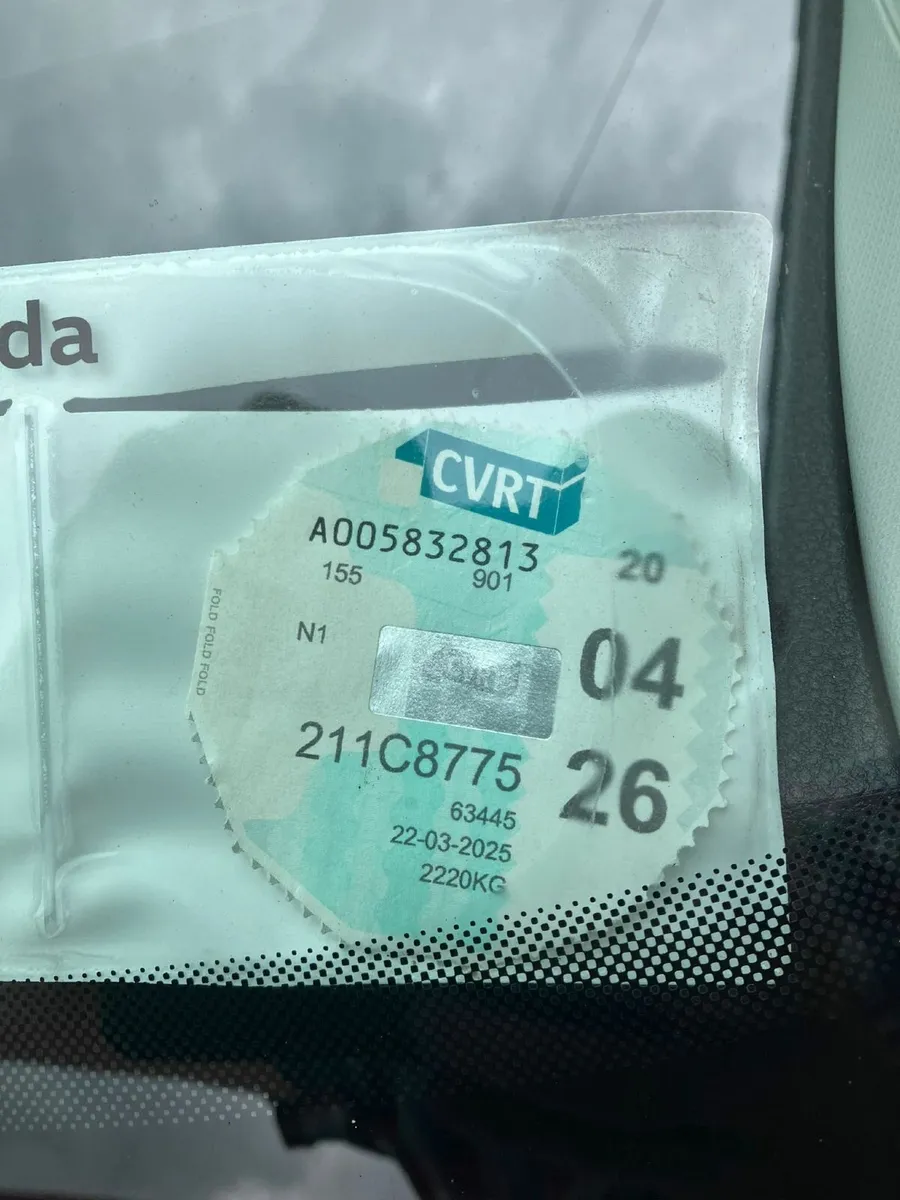 da
CVRT
A005832813
155 901
20
N1
04
211C8775
26
63445
22-03-2025
2220KG
FOLD FOLD FOLD